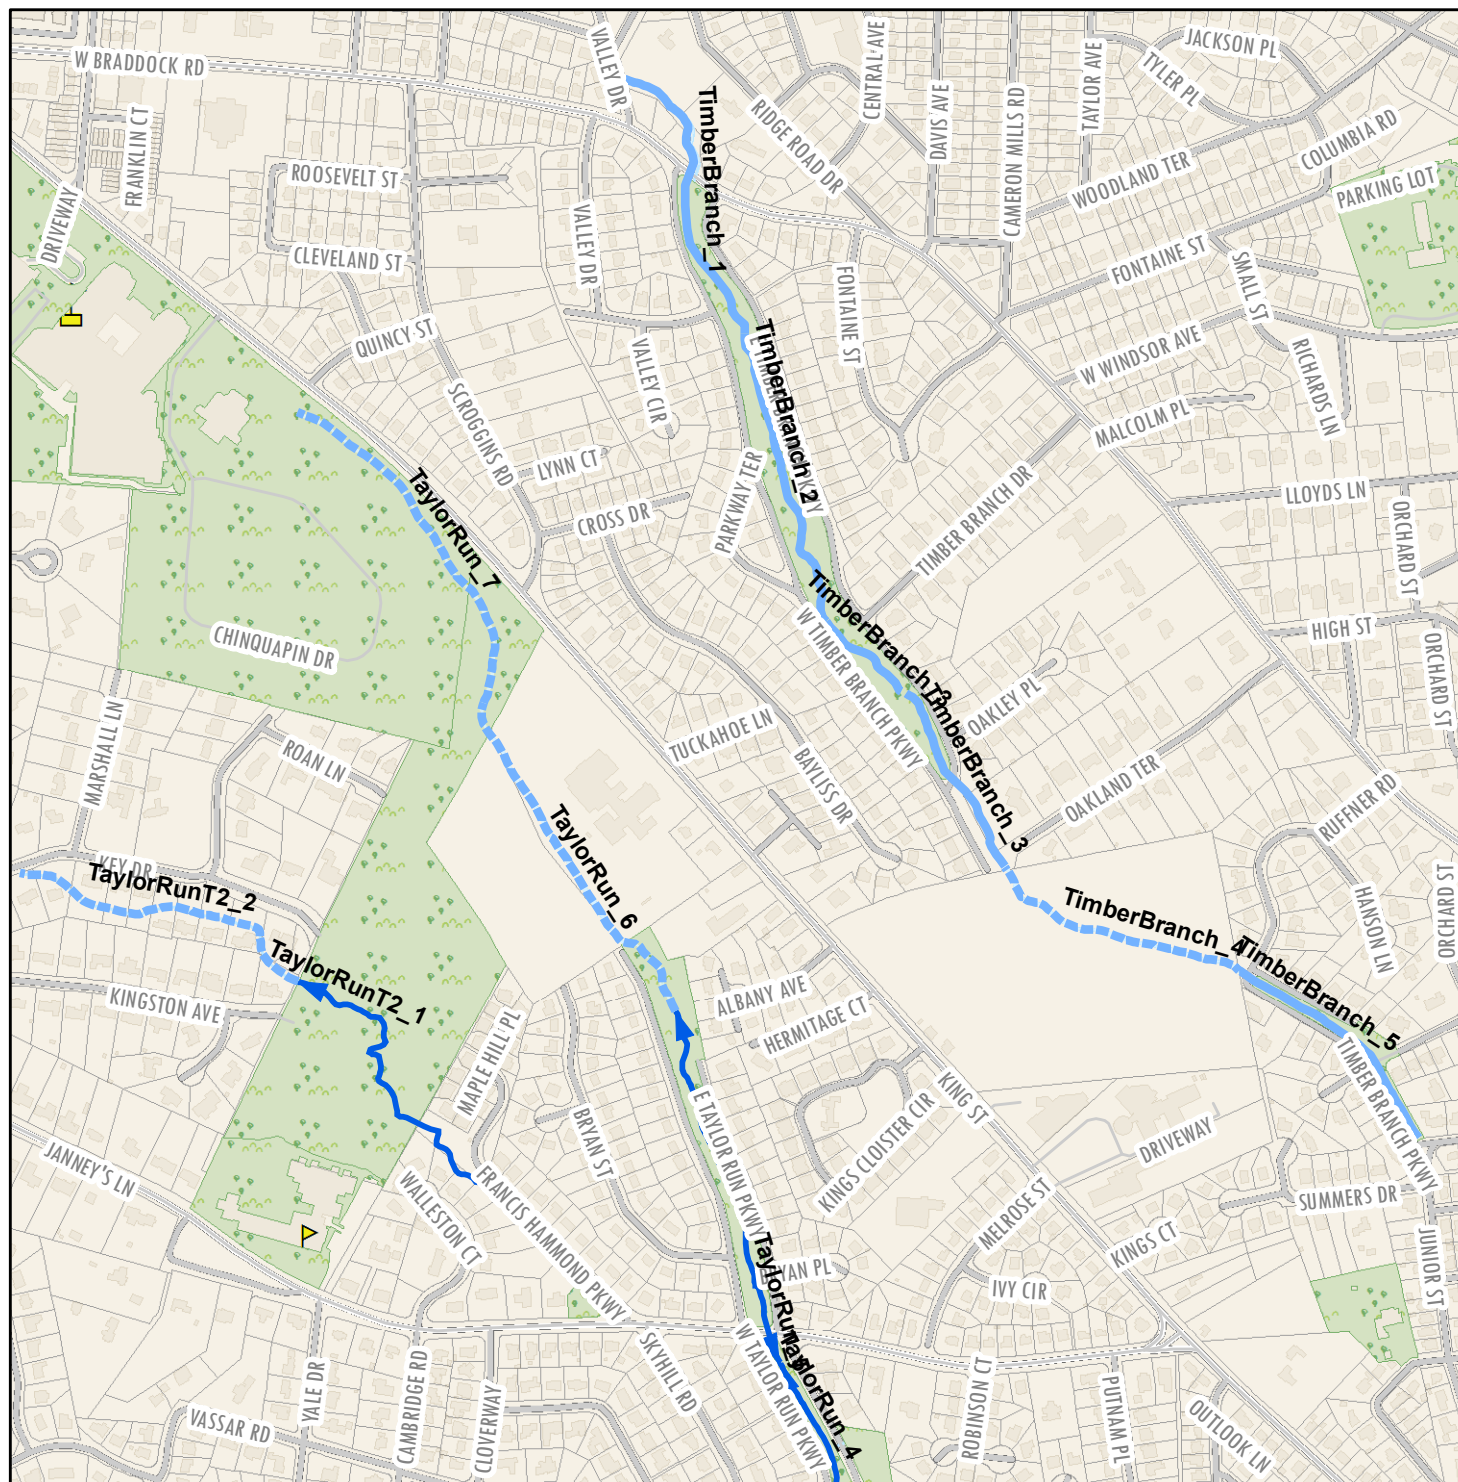 W BRADDOCK RD
VALLEY DR
CENTRAL AVE
DAVIS AVE
CAMERON MILLS RD
TAYLOR AVE
JACKSON PL
TYLER PL
FRANKLIN CT
DRIVEWAY
TimberBranch_1
RIDGE ROAD DR
COLUMBIA RD
WOODLAND TER
PARKING LOT
ROOSEVELT ST
CLEVELAND ST
VALLEY DR
FONTAINE ST
FONTAINE ST
SMALL ST
QUINCY ST
VALLEY CIR
TimberBranch_2
W WINDSOR AVE
RICHARDS LN
SCROGGINS RD
MALCOLM PL
LYNN CT
CROSS DR
PARKWAY TER
TIMBER BRANCH DR
LLOYDS LN
ORCHARD ST
TaylorRun_7
CHINQUAPIN DR
TimberBranch_3
W TIMBER BRANCH PKWY
HIGH ST
ORCHARD ST
MARSHALL LN
ROAN LN
TUCKAHOE LN
BAYLISS DR
OAKLEY PL
TimberBranch_3
OAKLAND TER
RUFFNER RD
TaylorRun_6
KEY DR
TaylorRunT2_2
TimberBranch_4
HANSON LN
ORCHARD ST
TaylorRunT2_1
KINGSTON AVE
ALBANY AVE
HERMITAGE CT
TimberBranch_5
MAPLE HILL PL
KING ST
TIMBER BRANCH PKWY
BRYAN ST
E TAYLOR RUN PKWY
KINGS CLOISTER CIR
DRIVEWAY
JANNEY'S LN
WALLESTON CT
FRANCIS HAMMOND PKWY
MELROSE ST
SUMMERS DR
KINGS CT
JUNIOR ST
IVY CIR
TaylorRun_4
W TAYLOR RUN PKWY
SKYHILL RD
YALE DR
CAMBRIDGE RD
CLOVERWAY
VASSAR RD
ROBINSON CT
PUTNAM PL
OUTLOOK LN